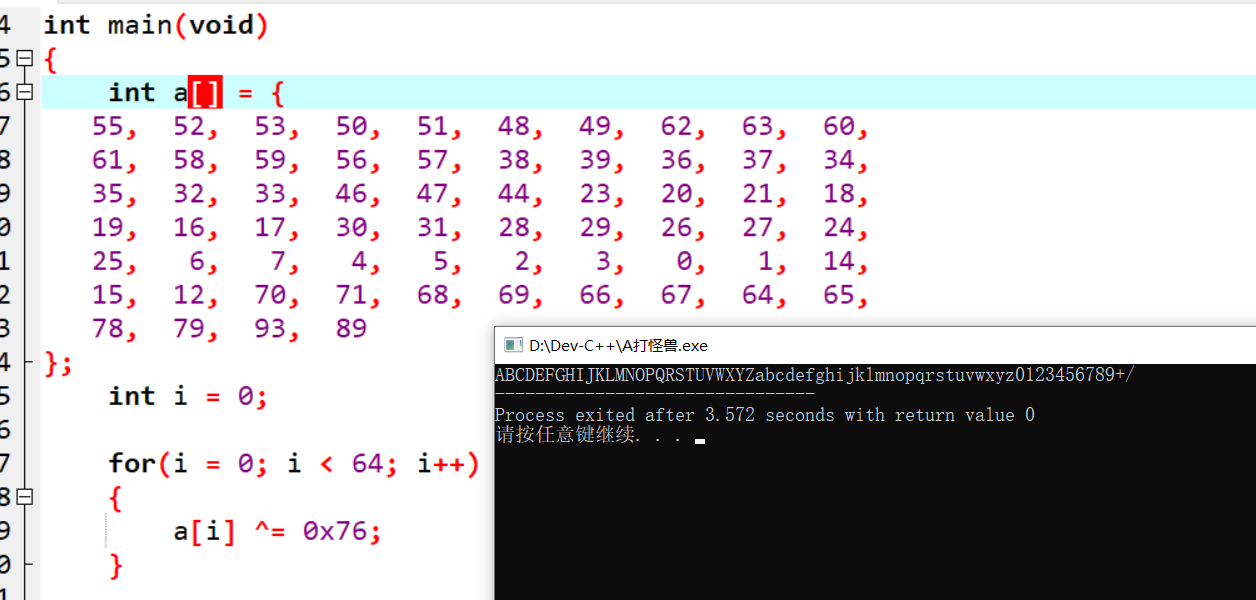 4 int main(void)
5 {
6 int a[] = {
7 55, 52, 53, 50, 51, 48, 49, 62, 63, 60,
8 61, 58, 59, 56, 57, 38, 39, 36, 37, 34,
9 35, 32, 33, 46, 47, 44, 23, 20, 21, 18,
0 19, 16, 17, 30, 31, 28, 29, 26, 27, 24,
1 25, 6, 7, 4, 5, 2, 3, 0, 1, 14,
2 15, 12, 70, 71, 68, 69, 66, 67, 64, 65,
3 78, 79, 93, 89
4 };
5 int i = 0;
6
7 for(i = 0; i < 64; i++)
8 {
9 a[i] ^= 0x76;
0 }
1
D:\Dev-C++\A打怪兽.exe
ABCDEFGHIJKLMNOPQRSTUVWXYZabcdefghijklmnopqrstuvwxyz0123456789+/
--------------------------------
Process exited after 3.572 seconds with return value 0
请按任意键继续. . .